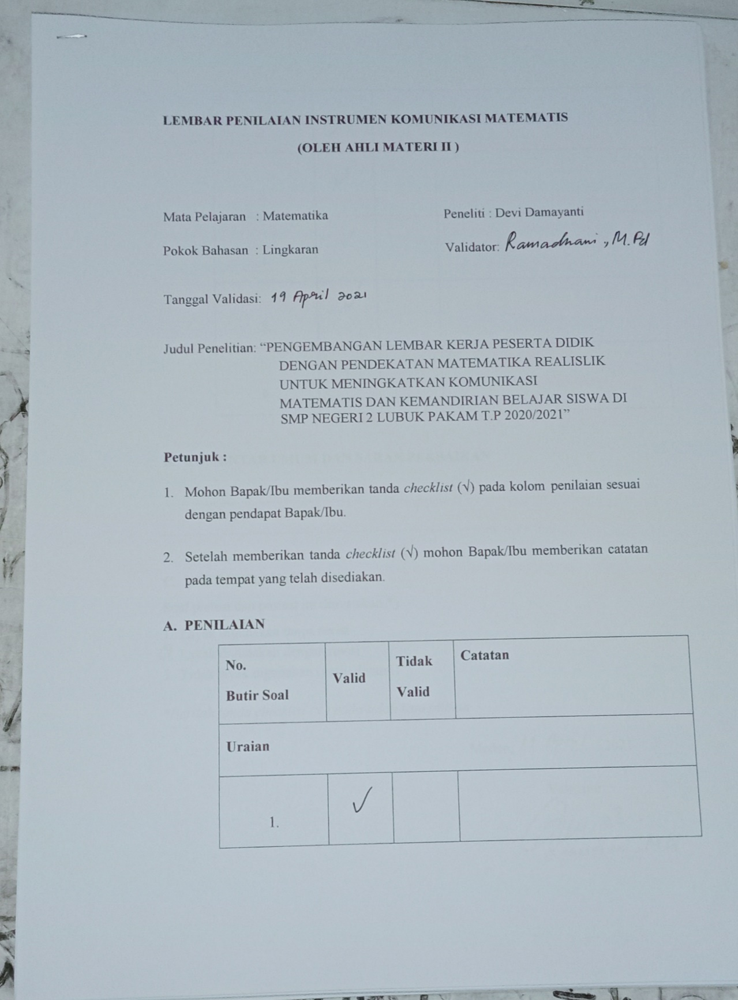 LEMBAR PENILAIAN INSTRUMEN KOMUNIKASI MATEMATIS
(OLEH AHLI MATERI II )
Mata Pelajaran : Matematika
Peneliti : Devi Damayanti
Pokok Bahasan : Lingkaran
Validator: Ramadhani, M.Pd
Tanggal Validasi: 19 April 2021
Judul Penelitian: “PENGEMBANGAN LEMBAR KERJA PESERTA DIDIK
DENGAN PENDEKATAN MATEMATIKA REALISLIK
UNTUK MENINGKATKAN KOMUNIKASI
MATEMATIS DAN KEMANDIRIAN BELAJAR SISWA DI
SMP NEGERI 2 LUBUK PAKAM T.P 2020/2021”
Petunjuk :
1. Mohon Bapak/Ibu memberikan tanda checklist (√) pada kolom penilaian sesuai
dengan pendapat Bapak/Ibu.
2. Setelah memberikan tanda checklist (√) mohon Bapak/Ibu memberikan catatan
pada tempat yang telah disediakan.
A. PENILAIAN
No.
Butir Soal
Valid
Tidak
Valid
Catatan
Uraian
1.
✓